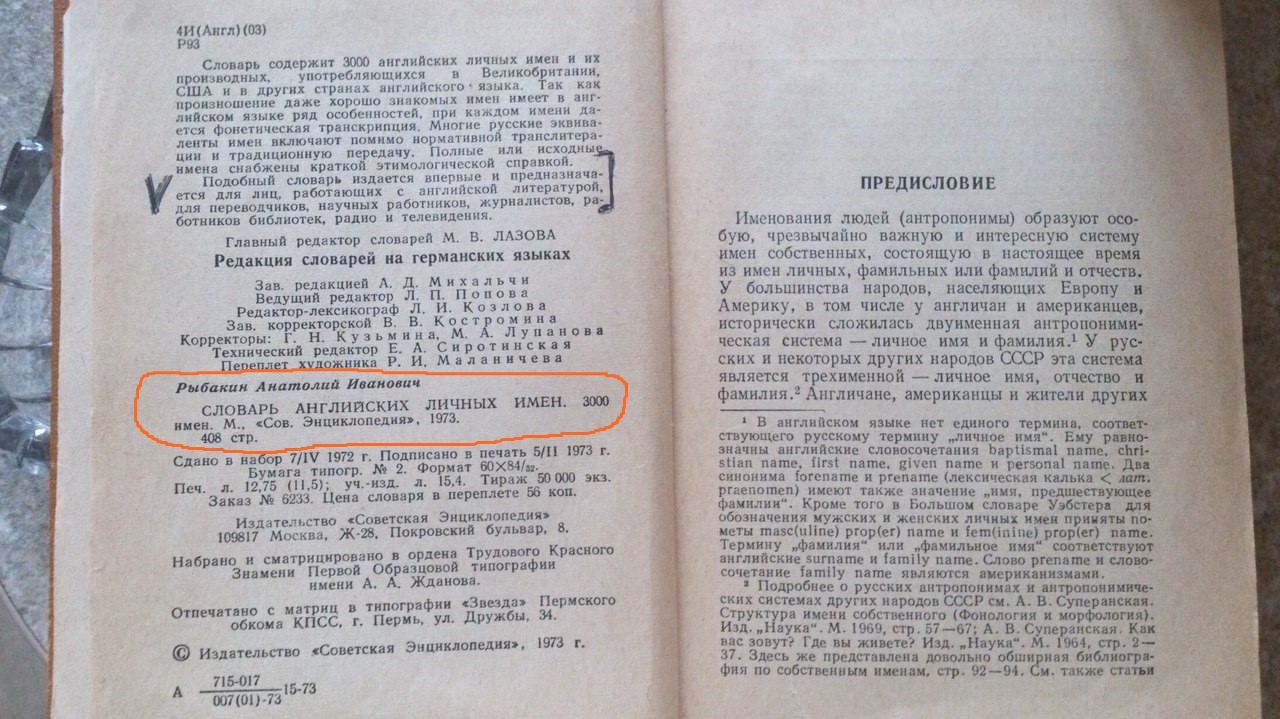 4И(Англ)(03)
Р93
Словарь содержит 3000 английских личных имен и их
производных, употребляющихся в Великобритании,
США и в других странах английского языка. Так как
произношение даже хорошо знакомых имен имеет в анг-
лийском языке ряд особенностей, при каждом имени да-
ется фонетическая транскрипция. Многие русские эквива-
ленты имен включают помимо нормативной транслитера-
ции и традиционную передачу. Полные или исходные
имена снабжены краткой этимологической справкой.
Подобный словарь издается впервые и предназнача-
ется для лиц, работающих с английской литературой,
для переводчиков, научных работников, журналистов, ра-
ботников библиотек, радио и телевидения.
Главный редактор словарей М. В. ЛАЗОВА
Редакция словарей на германских языках
Зав. редакцией А. Д. Михальчи
Ведущий редактор Л. П. Попова
Редактор-лексикограф Л. И. Козлова
Зав. корректорской В. В. Костромина
Корректоры: Г. Н. Кузьмина, М. А. Лупанова
Технический редактор Е. А. Сиротинская
Переплет художника Р. И. Маланичева
Рыбакин Анатолий Иванович
СЛОВАРЬ АНГЛИЙСКИХ ЛИЧНЫХ ИМЕН. 3000
имен. М., «Сов. Энциклопедия», 1973.
408 стр.
Сдано в набор 7/IV 1972 г. Подписано в печать 5/II 1973 г.
Бумага типогр. № 2. Формат 60×84/32.
Печ. л. 12,75 (11,5); уч.-изд. л. 15,4. Тираж 50 000 экз.
Заказ № 6233. Цена словаря в переплете 56 коп.
Издательство «Советская Энциклопедия»
109817 Москва, Ж-28, Покровский бульвар, 8.
Набрано и сматрицировано в ордена Трудового Красного
Знамени Первой Образцовой типографии
имени А. А. Жданова.
Отпечатано с матриц в типографии «Звезда» Пермского
обкома КПСС, г. Пермь, ул. Дружбы, 34.
© Издательство «Советская Энциклопедия», 1973 г.
А 715-017
007(01)-73 15-73
ПРЕДИСЛОВИЕ
Именования людей (антропонимы) образуют осо-
бую, чрезвычайно важную и интересную систему
имен собственных, состоящую в настоящее время
из имен личных, фамильных или фамилий и отчеств.
У большинства народов, населяющих Европу и
Америку, в том числе у англичан и американцев,
исторически сложилась двуименная антропоними-
ческая система — личное имя и фамилия.¹ У рус-
ских и некоторых других народов СССР эта система
является трехименной — личное имя, отчество и
фамилия.² Англичане, американцы и жители других
¹ В английском языке нет единого термина, соответ-
ствующего русскому термину „личное имя". Ему равно-
значны английские словосочетания baptismal name, chri-
stian name, first name, given name и personal name. Два
синонима forename и prename (лексическая калька < лат.
praenomen) имеют также значение „имя, предшествующее
фамилии". Кроме того в Большом словаре Уэбстера для
обозначения мужских и женских личных имен приняты по-
меты masc(uline) prop(er) name и fem(inine) prop(er) name.
Термину „фамилия" или „фамильное имя" соответствуют
английские surname и family name. Слово prename и слово-
сочетание family name являются американизмами.
² Подробнее о русских антропонимах и антропонимиче-
ских системах других народов СССР см. А. В. Суперанская.
Структура имени собственного (Фонология и морфология).
Изд. „Наука". М. 1969, стр. 57—67; А. В. Суперанская. Как
вас зовут? Где вы живете? Изд. „Наука". М. 1964, стр. 2—
37. Здесь же представлена довольно обширная библиогра-
фия по собственным именам, стр. 92—94. См. также статьи